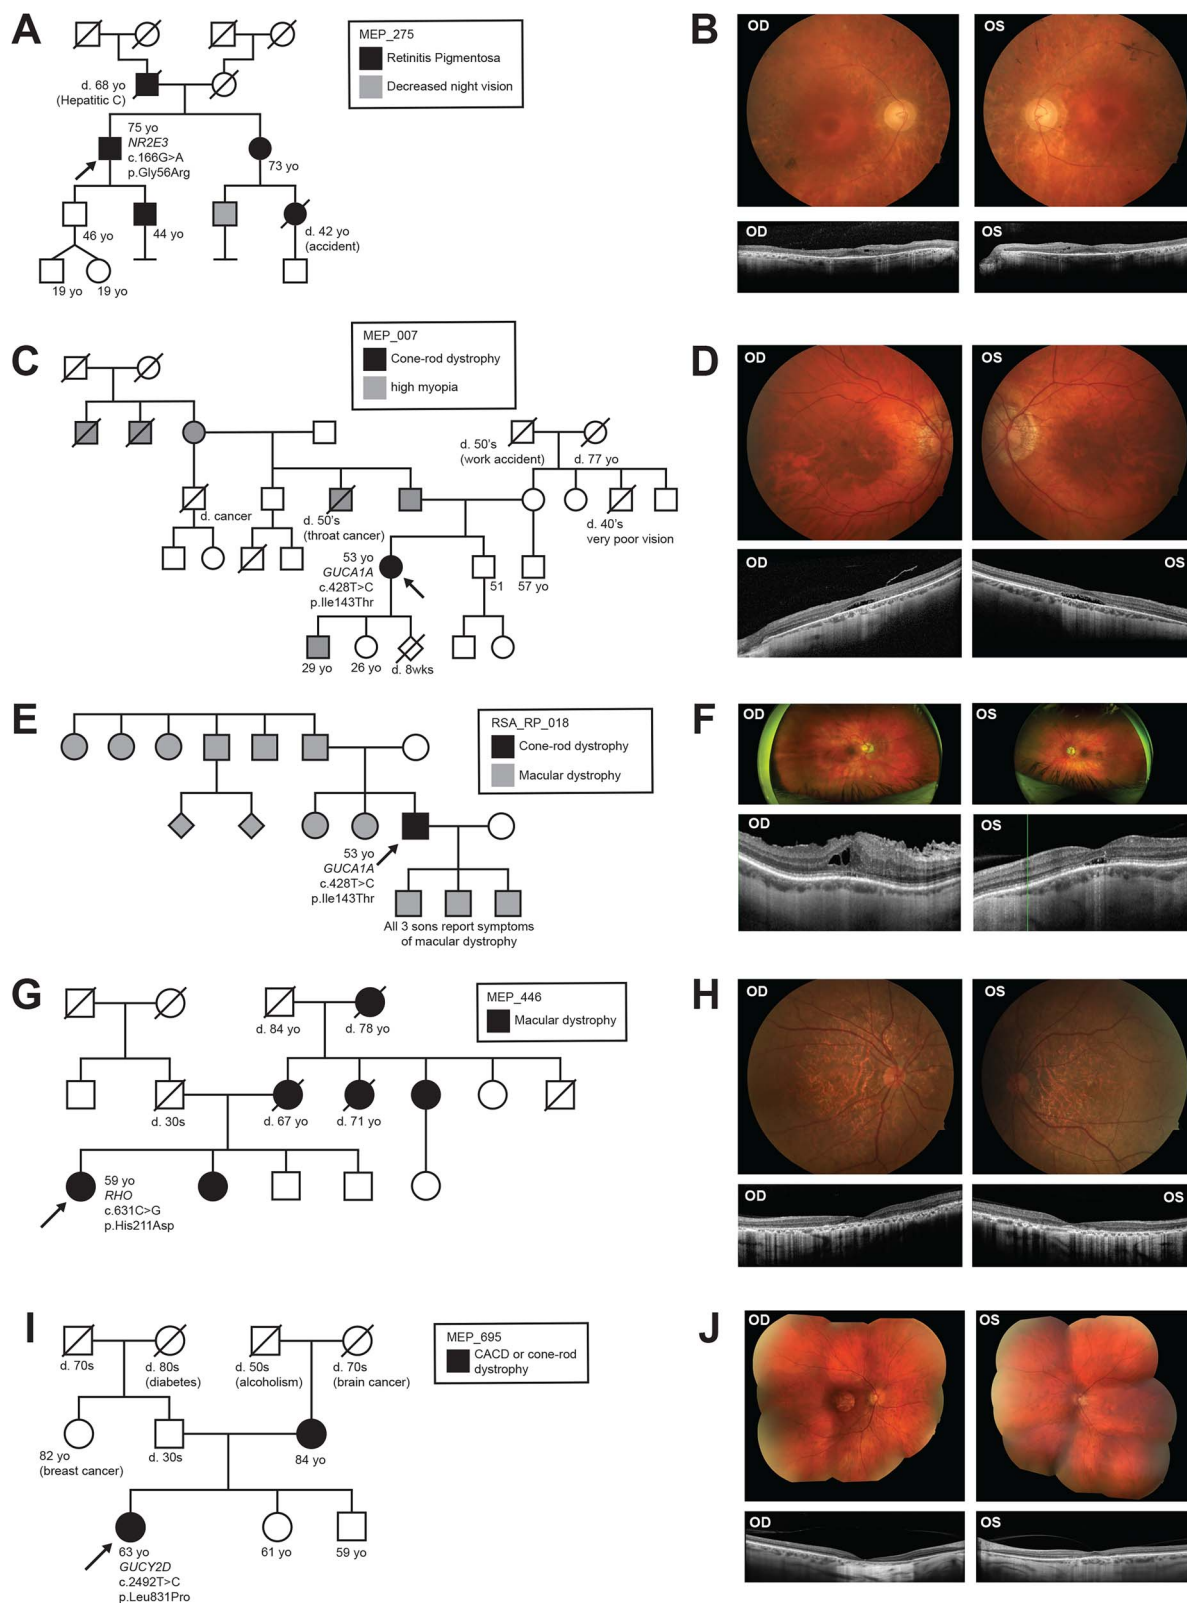 A
MEP_275
Retinitis Pigmentosa
Decreased night vision
d. 68 yo
(Hepatitic C)
75 yo
NR2E3
c.166G>A
p.Gly56Arg
73 yo
46 yo
44 yo
d. 42 yo
(accident)
19 yo
19 yo
B
OD
OS
OD
OS
C
MEP_007
Cone-rod dystrophy
high myopia
d. 50's
(work accident)
d. 77 yo
d. cancer
d. 50's
(throat cancer)
d. 40's
very poor vision
53 yo
GUCA1A
c.428T>C
p.Ile143Thr
51
57 yo
29 yo
26 yo
d. 8wks
D
OD
OS
OD
OS
E
RSA_RP_018
Cone-rod dystrophy
Macular dystrophy
53 yo
GUCA1A
c.428T>C
p.Ile143Thr
All 3 sons report symptoms
of macular dystrophy
F
OD
OS
OD
OS
G
MEP_446
Macular dystrophy
d. 84 yo
d. 78 yo
d. 30s
d. 67 yo
d. 71 yo
59 yo
RHO
c.631C>G
p.His211Asp
H
OD
OS
OD
OS
I
MEP_695
CACD or cone-rod
dystrophy
d. 70s
d. 80s
(diabetes)
d. 50s
(alcoholism)
d. 70s
(brain cancer)
82 yo
(breast cancer)
d. 30s
84 yo
63 yo
GUCY2D
c.2492T>C
p.Leu831Pro
61 yo
59 yo
J
OD
OS
OD
OS